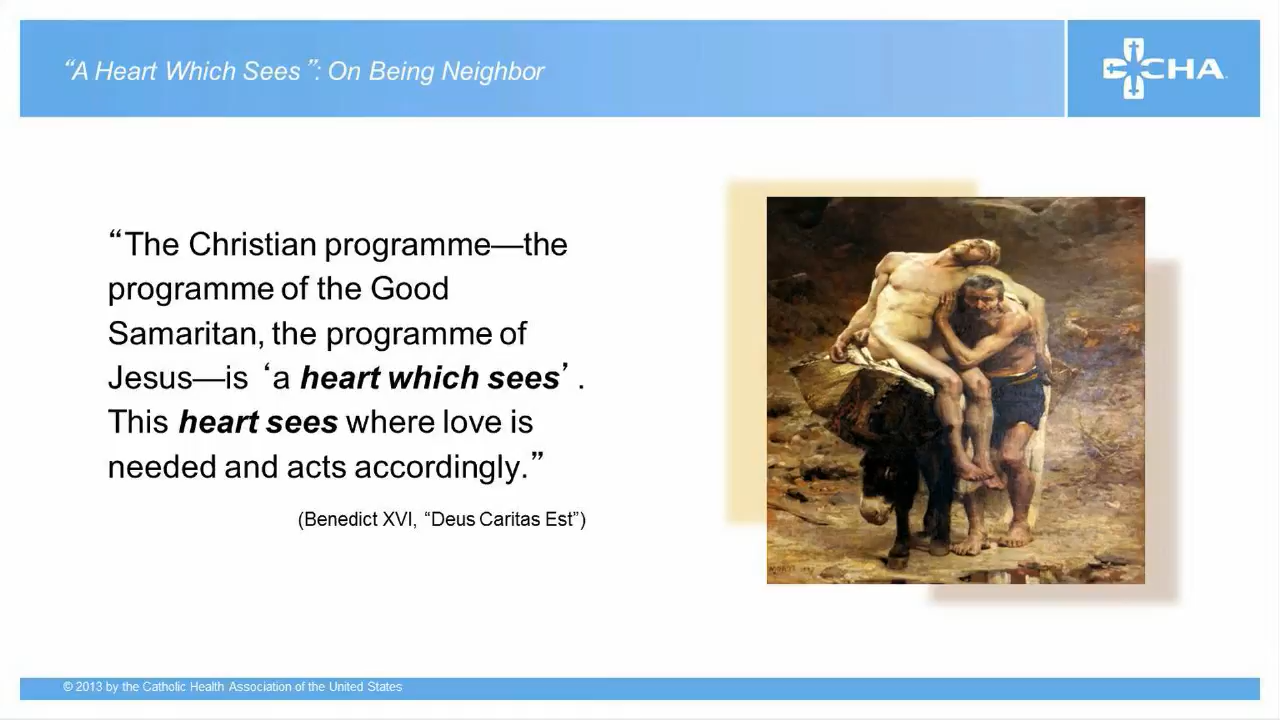 “A Heart Which Sees”: On Being Neighbor
CHA
“The Christian programme—the
programme of the Good
Samaritan, the programme of
Jesus—is ‘a heart which sees’ .
This heart sees where love is
needed and acts accordingly.”
(Benedict XVI, “Deus Caritas Est”)
© 2013 by the Catholic Health Association of the United States